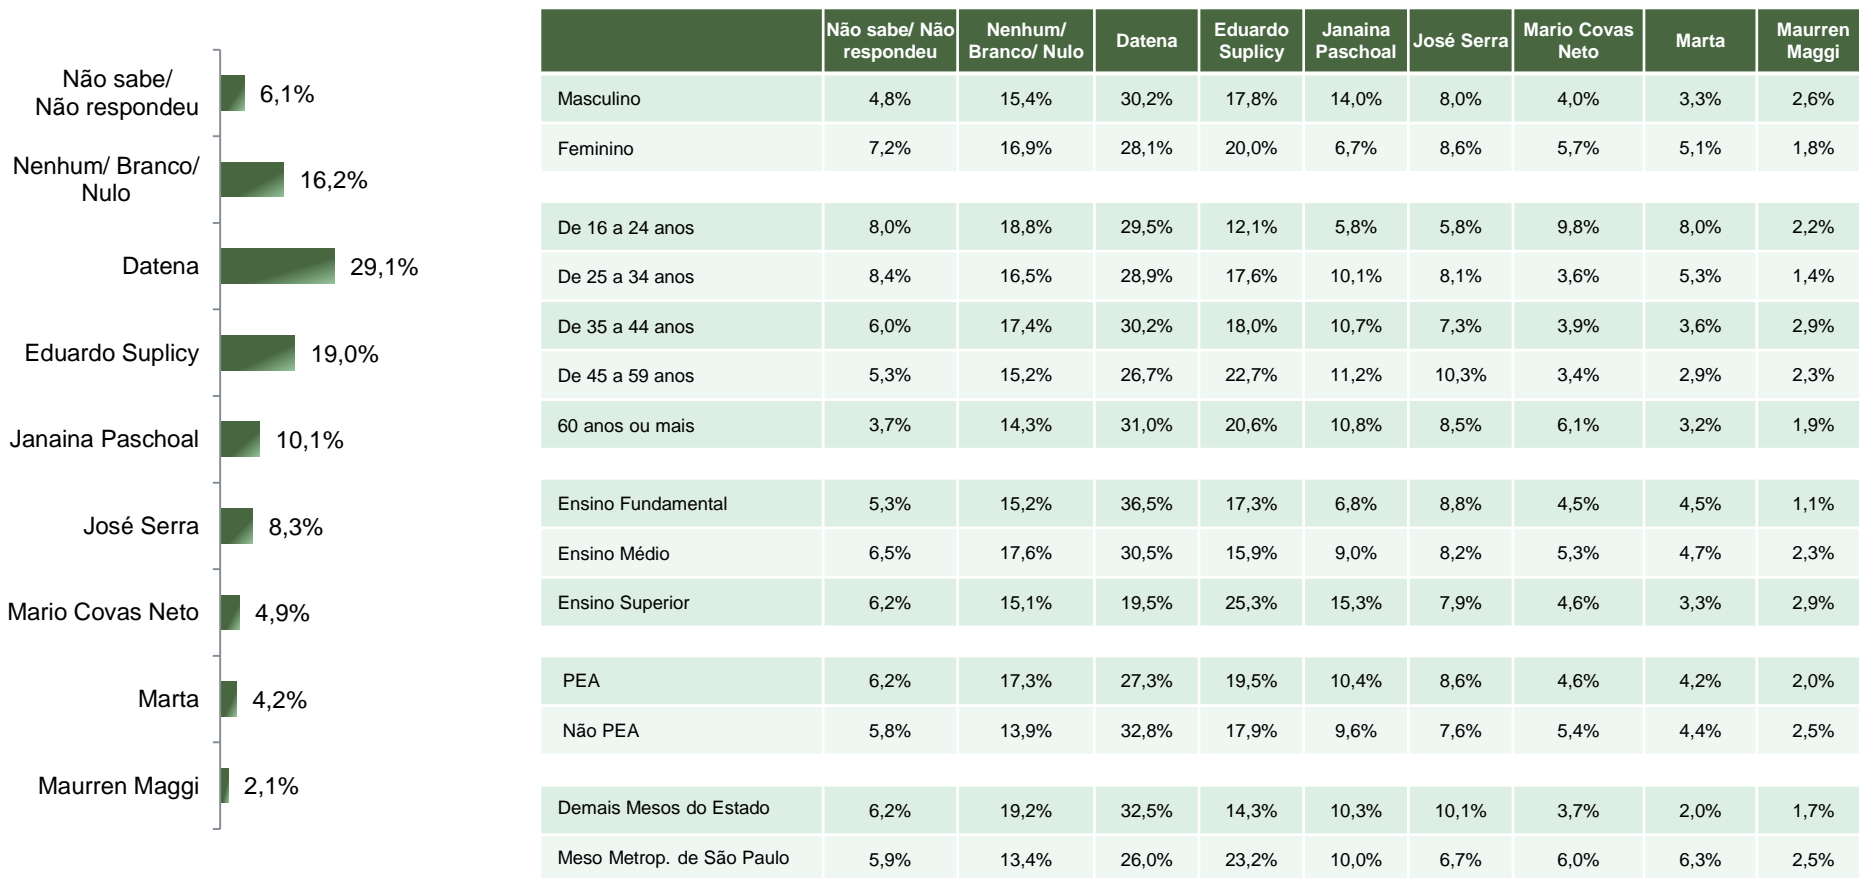 Não sabe/
Não respondeu
6,1%
Nenhum/ Branco/
Nulo
16,2%
Datena
29,1%
Eduardo Suplicy
19,0%
Janaina Paschoal
10,1%
José Serra
8,3%
Mario Covas Neto
4,9%
Marta
4,2%
Maurren Maggi
2,1%
Não sabe/ Não respondeu Nenhum/ Branco/ Nulo Datena Eduardo Suplicy Janaina Paschoal José Serra Mario Covas Neto Marta Maurren Maggi
Masculino 4,8% 15,4% 30,2% 17,8% 14,0% 8,0% 4,0% 3,3% 2,6%
Feminino 7,2% 16,9% 28,1% 20,0% 6,7% 8,6% 5,7% 5,1% 1,8%
De 16 a 24 anos 8,0% 18,8% 29,5% 12,1% 5,8% 5,8% 9,8% 8,0% 2,2%
De 25 a 34 anos 8,4% 16,5% 28,9% 17,6% 10,1% 8,1% 3,6% 5,3% 1,4%
De 35 a 44 anos 6,0% 17,4% 30,2% 18,0% 10,7% 7,3% 3,9% 3,6% 2,9%
De 45 a 59 anos 5,3% 15,2% 26,7% 22,7% 11,2% 10,3% 3,4% 2,9% 2,3%
60 anos ou mais 3,7% 14,3% 31,0% 20,6% 10,8% 8,5% 6,1% 3,2% 1,9%
Ensino Fundamental 5,3% 15,2% 36,5% 17,3% 6,8% 8,8% 4,5% 4,5% 1,1%
Ensino Médio 6,5% 17,6% 30,5% 15,9% 9,0% 8,2% 5,3% 4,7% 2,3%
Ensino Superior 6,2% 15,1% 19,5% 25,3% 15,3% 7,9% 4,6% 3,3% 2,9%
PEA 6,2% 17,3% 27,3% 19,5% 10,4% 8,6% 4,6% 4,2% 2,0%
Não PEA 5,8% 13,9% 32,8% 17,9% 9,6% 7,6% 5,4% 4,4% 2,5%
Demais Mesos do Estado 6,2% 19,2% 32,5% 14,3% 10,3% 10,1% 3,7% 2,0% 1,7%
Meso Metrop. de São Paulo 5,9% 13,4% 26,0% 23,2% 10,0% 6,7% 6,0% 6,3% 2,5%